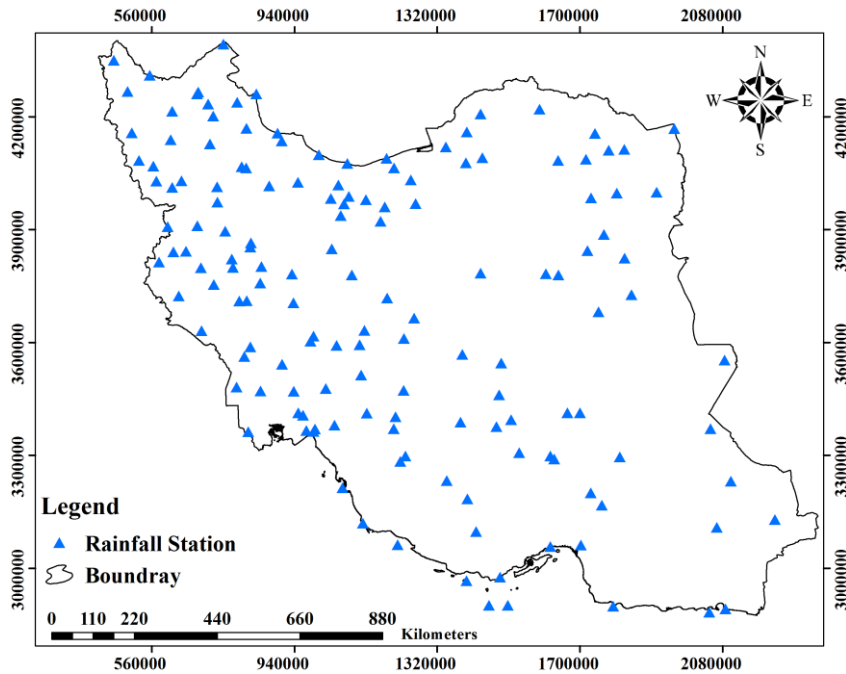 560000 940000 1320000 1700000 2080000
N
W E
S
4200000 4200000
3900000 3900000
3600000 3600000
3300000 3300000
3000000 3000000
Legend
Rainfall Station
Boundray
0 110 220 440 660 880
Kilometers
560000 940000 1320000 1700000 2080000